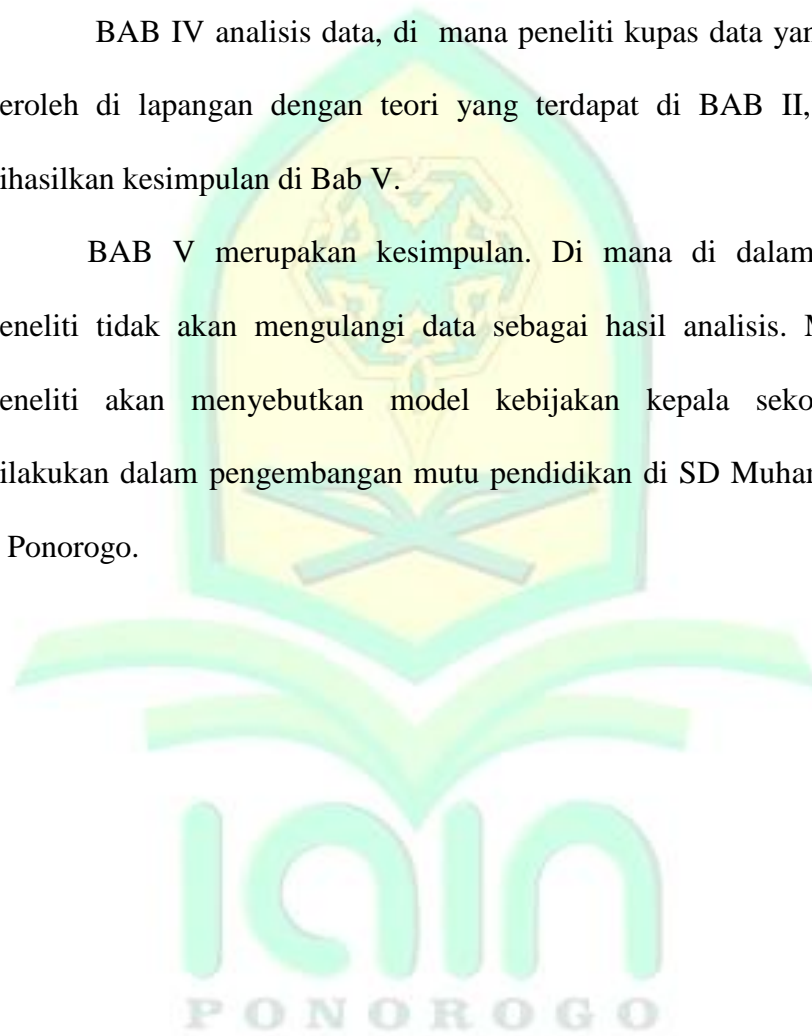 BAB IV analisis data, di mana peneliti kupas data yan
eroleh di lapangan dengan teori yang terdapat di BAB II,
ihasilkan kesimpulan di Bab V.
BAB V merupakan kesimpulan. Di mana di dalam
eneliti tidak akan mengulangi data sebagai hasil analisis.
eneliti akan menyebutkan model kebijakan kepala seko
ilakukan dalam pengembangan mutu pendidikan di SD
Ponorogo.
IAIN
PONOROGO